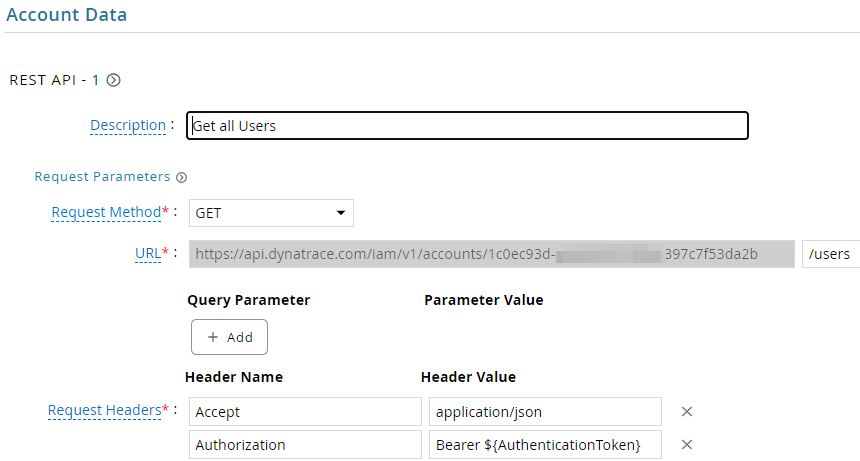 Account Data
REST API - 1
Description :
Get all Users
Request Parameters
Request Method* :
GET
URL* :
https://api.dynatrace.com/iam/v1/accounts/1c0ec93d- 397c7f53da2b
/users
Query Parameter Parameter Value
+ Add
Header Name Header Value
Request Headers* :
Accept
application/json
Authorization
Bearer ${AuthenticationToken}